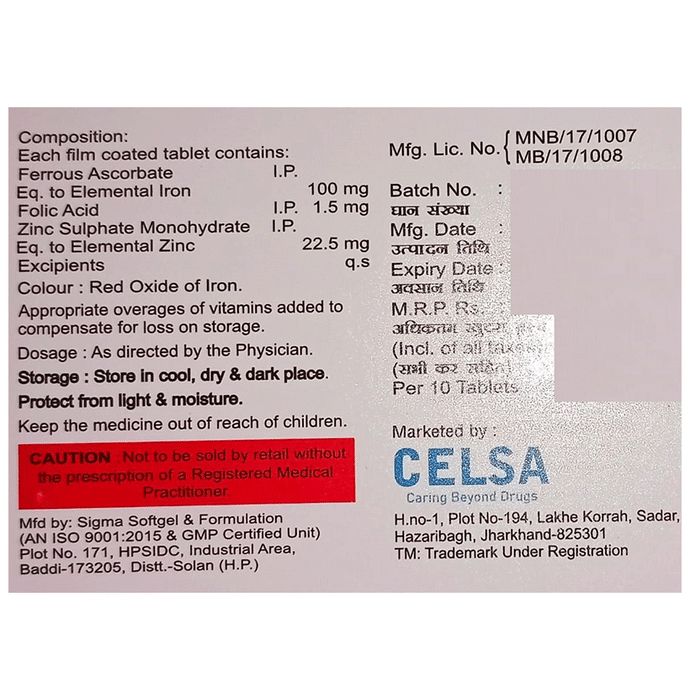 Composition:
Each film coated tablet contains:
Ferrous Ascorbate I.P.
Eq. to Elemental Iron 100 mg
Folic Acid I.P. 1.5 mg
Zinc Sulphate Monohydrate I.P.
Eq. to Elemental Zinc 22.5 mg
Excipients q.s
Colour : Red Oxide of Iron.
Appropriate overages of vitamins added to
compensate for loss on storage.
Dosage : As directed by the Physician.
Storage : Store in cool, dry & dark place.
Protect from light & moisture.
Keep the medicine out of reach of children.
CAUTION : Not to be sold by retail without
the prescription of a Registered Medical
Practitioner.
Mfd by: Sigma Softgel & Formulation
(AN ISO 9001:2015 & GMP Certified Unit)
Plot No. 171, HPSIDC, Industrial Area,
Baddi-173205, Distt.-Solan (H.P.)
Mfg. Lic. No. { MNB/17/1007
MB/17/1008
Batch No. :
घान संख्या
Mfg. Date :
उत्पादन तिथि
Expiry Date :
अवसान तिथि
M.R.P. Rs.
अधिकतम खुदरा मूल्य
(Incl. of all taxes)
(सभी कर सहित)
Per 10 Tablets
Marketed by :
CELSA
Caring Beyond Drugs
H.no-1, Plot No-194, Lakhe Korrah, Sadar,
Hazaribagh, Jharkhand-825301
TM: Trademark Under Registration